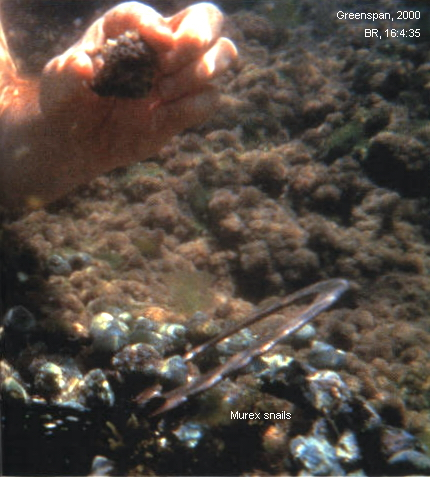 Greenspan, 2000
BR, 16:4:35
Murex snails